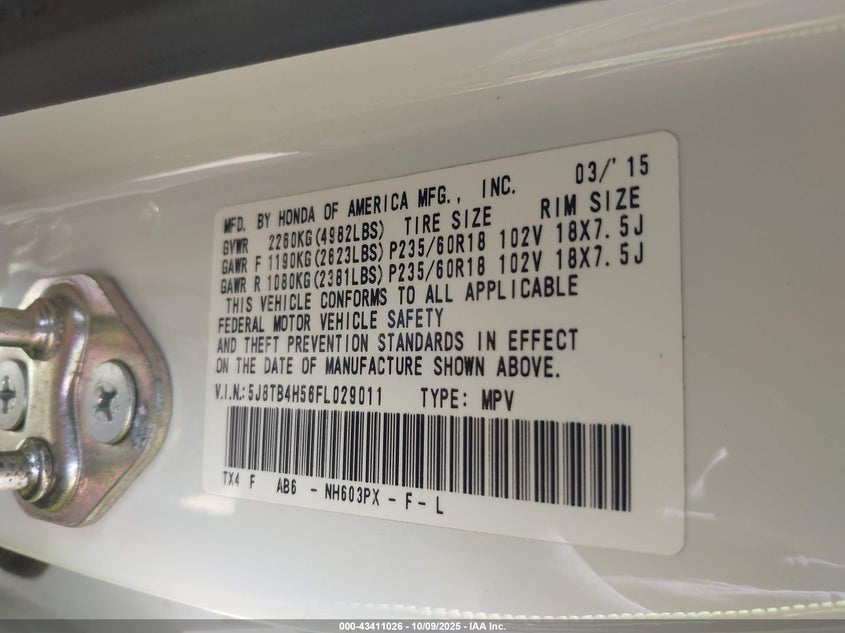 MFD. BY HONDA OF AMERICA MFG., INC. 03/'15
GVWR 2260KG(4982LBS) TIRE SIZE RIM SIZE
GAWR F 1190KG(2623LBS) P235/60R18 102V 18X7.5J
GAWR R 1080KG(2381LBS) P235/60R18 102V 18X7.5J
THIS VEHICLE CONFORMS TO ALL APPLICABLE
FEDERAL MOTOR VEHICLE SAFETY
AND THEFT PREVENTION STANDARDS IN EFFECT
ON THE DATE OF MANUFACTURE SHOWN ABOVE.
V.I.N.:5J8TB4H56FL029011 TYPE: MPV
TX4 F AB6 - NH603PX - F - L
000-43411026 - 10/09/2025 - IAA Inc.